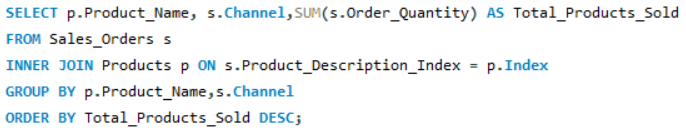 SELECT p.Product_Name, s.Channel,SUM(s.Order_Quantity) AS Total_Products_Sold
FROM Sales_Orders s
INNER JOIN Products p ON s.Product_Description_Index = p.Index
GROUP BY p.Product_Name,s.Channel
ORDER BY Total_Products_Sold DESC;